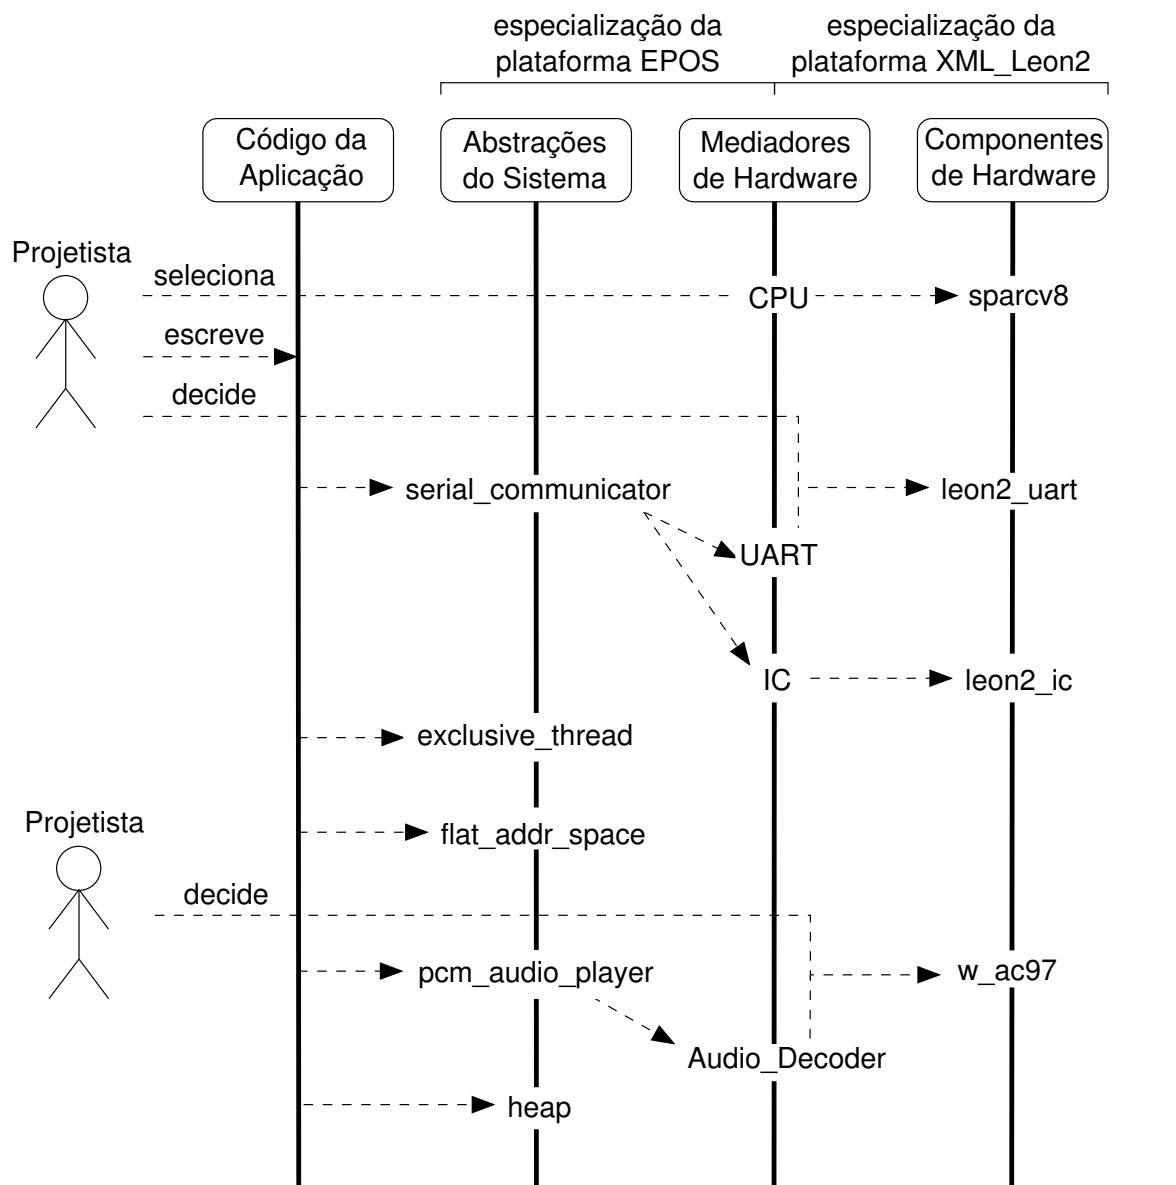 especialização da
plataforma EPOS
especialização da
plataforma XML_Leon2
Código da
Aplicação
Abstrações
do Sistema
Mediadores
de Hardware
Componentes
de Hardware
Projetista
seleciona
CPU
sparcv8
escreve
decide
serial_communicator
leon2_uart
UART
IC
leon2_ic
exclusive_thread
Projetista
flat_addr_space
decide
pcm_audio_player
w_ac97
Audio_Decoder
heap